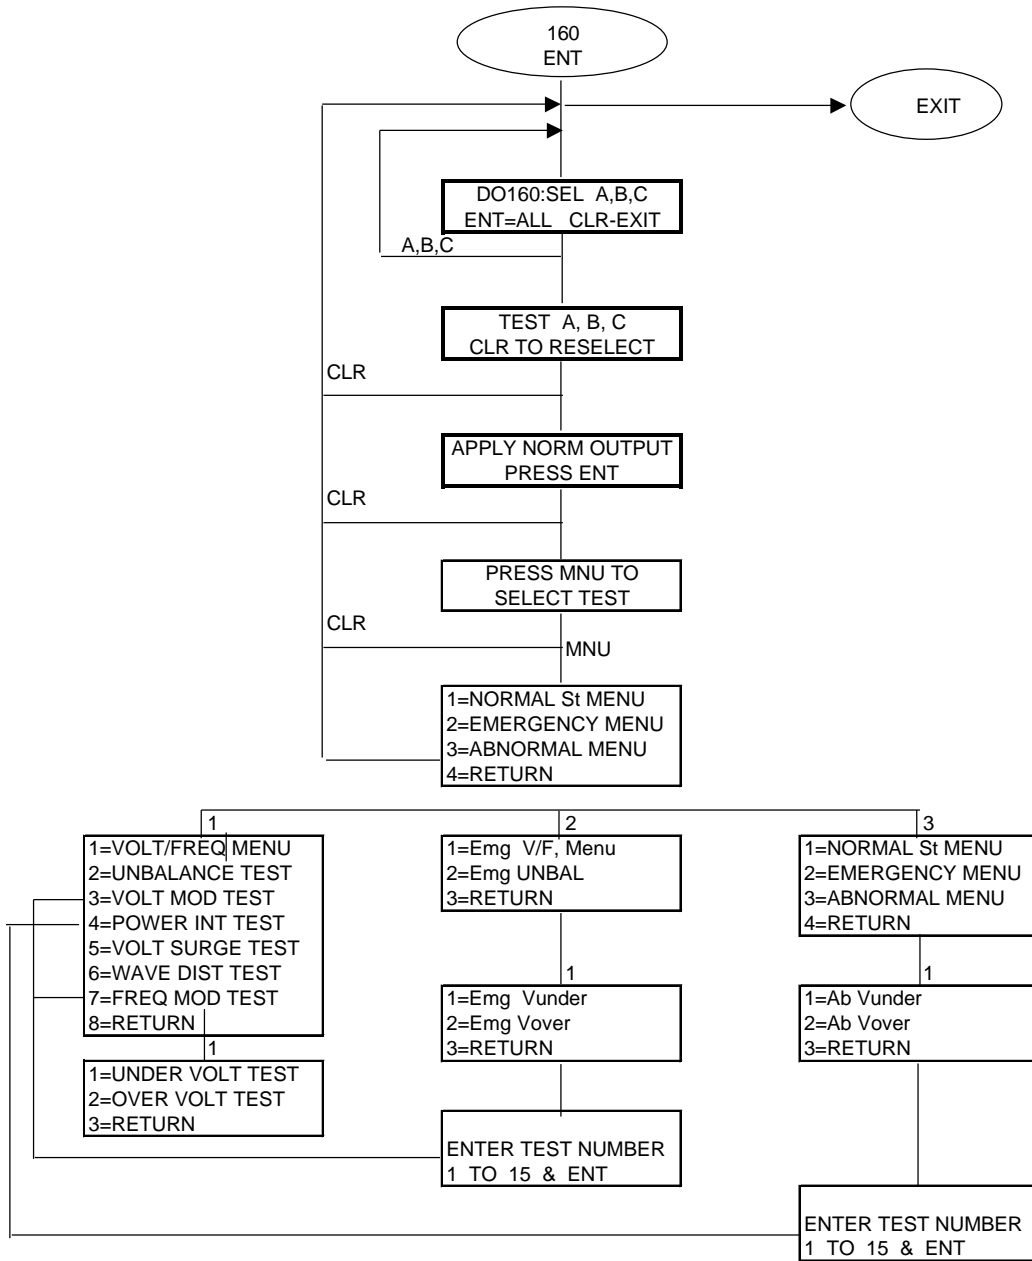 160
ENT
EXIT
DO160:SEL A,B,C
ENT=ALL CLR-EXIT
A,B,C
TEST A, B, C
CLR TO RESELECT
CLR
APPLY NORM OUTPUT
PRESS ENT
CLR
PRESS MNU TO
SELECT TEST
CLR
MNU
1=NORMAL St MENU
2=EMERGENCY MENU
3=ABNORMAL MENU
4=RETURN
1
1=VOLT/FREQ MENU
2=UNBALANCE TEST
3=VOLT MOD TEST
4=POWER INT TEST
5=VOLT SURGE TEST
6=WAVE DIST TEST
7=FREQ MOD TEST
8=RETURN
1
1=UNDER VOLT TEST
2=OVER VOLT TEST
3=RETURN
2
1=Emg V/F, Menu
2=Emg UNBAL
3=RETURN
1
1=Emg Vunder
2=Emg Vover
3=RETURN
ENTER TEST NUMBER
1 TO 15 & ENT
3
1=NORMAL St MENU
2=EMERGENCY MENU
3=ABNORMAL MENU
4=RETURN
1
1=Ab Vunder
2=Ab Vover
3=RETURN
ENTER TEST NUMBER
1 TO 15 & ENT